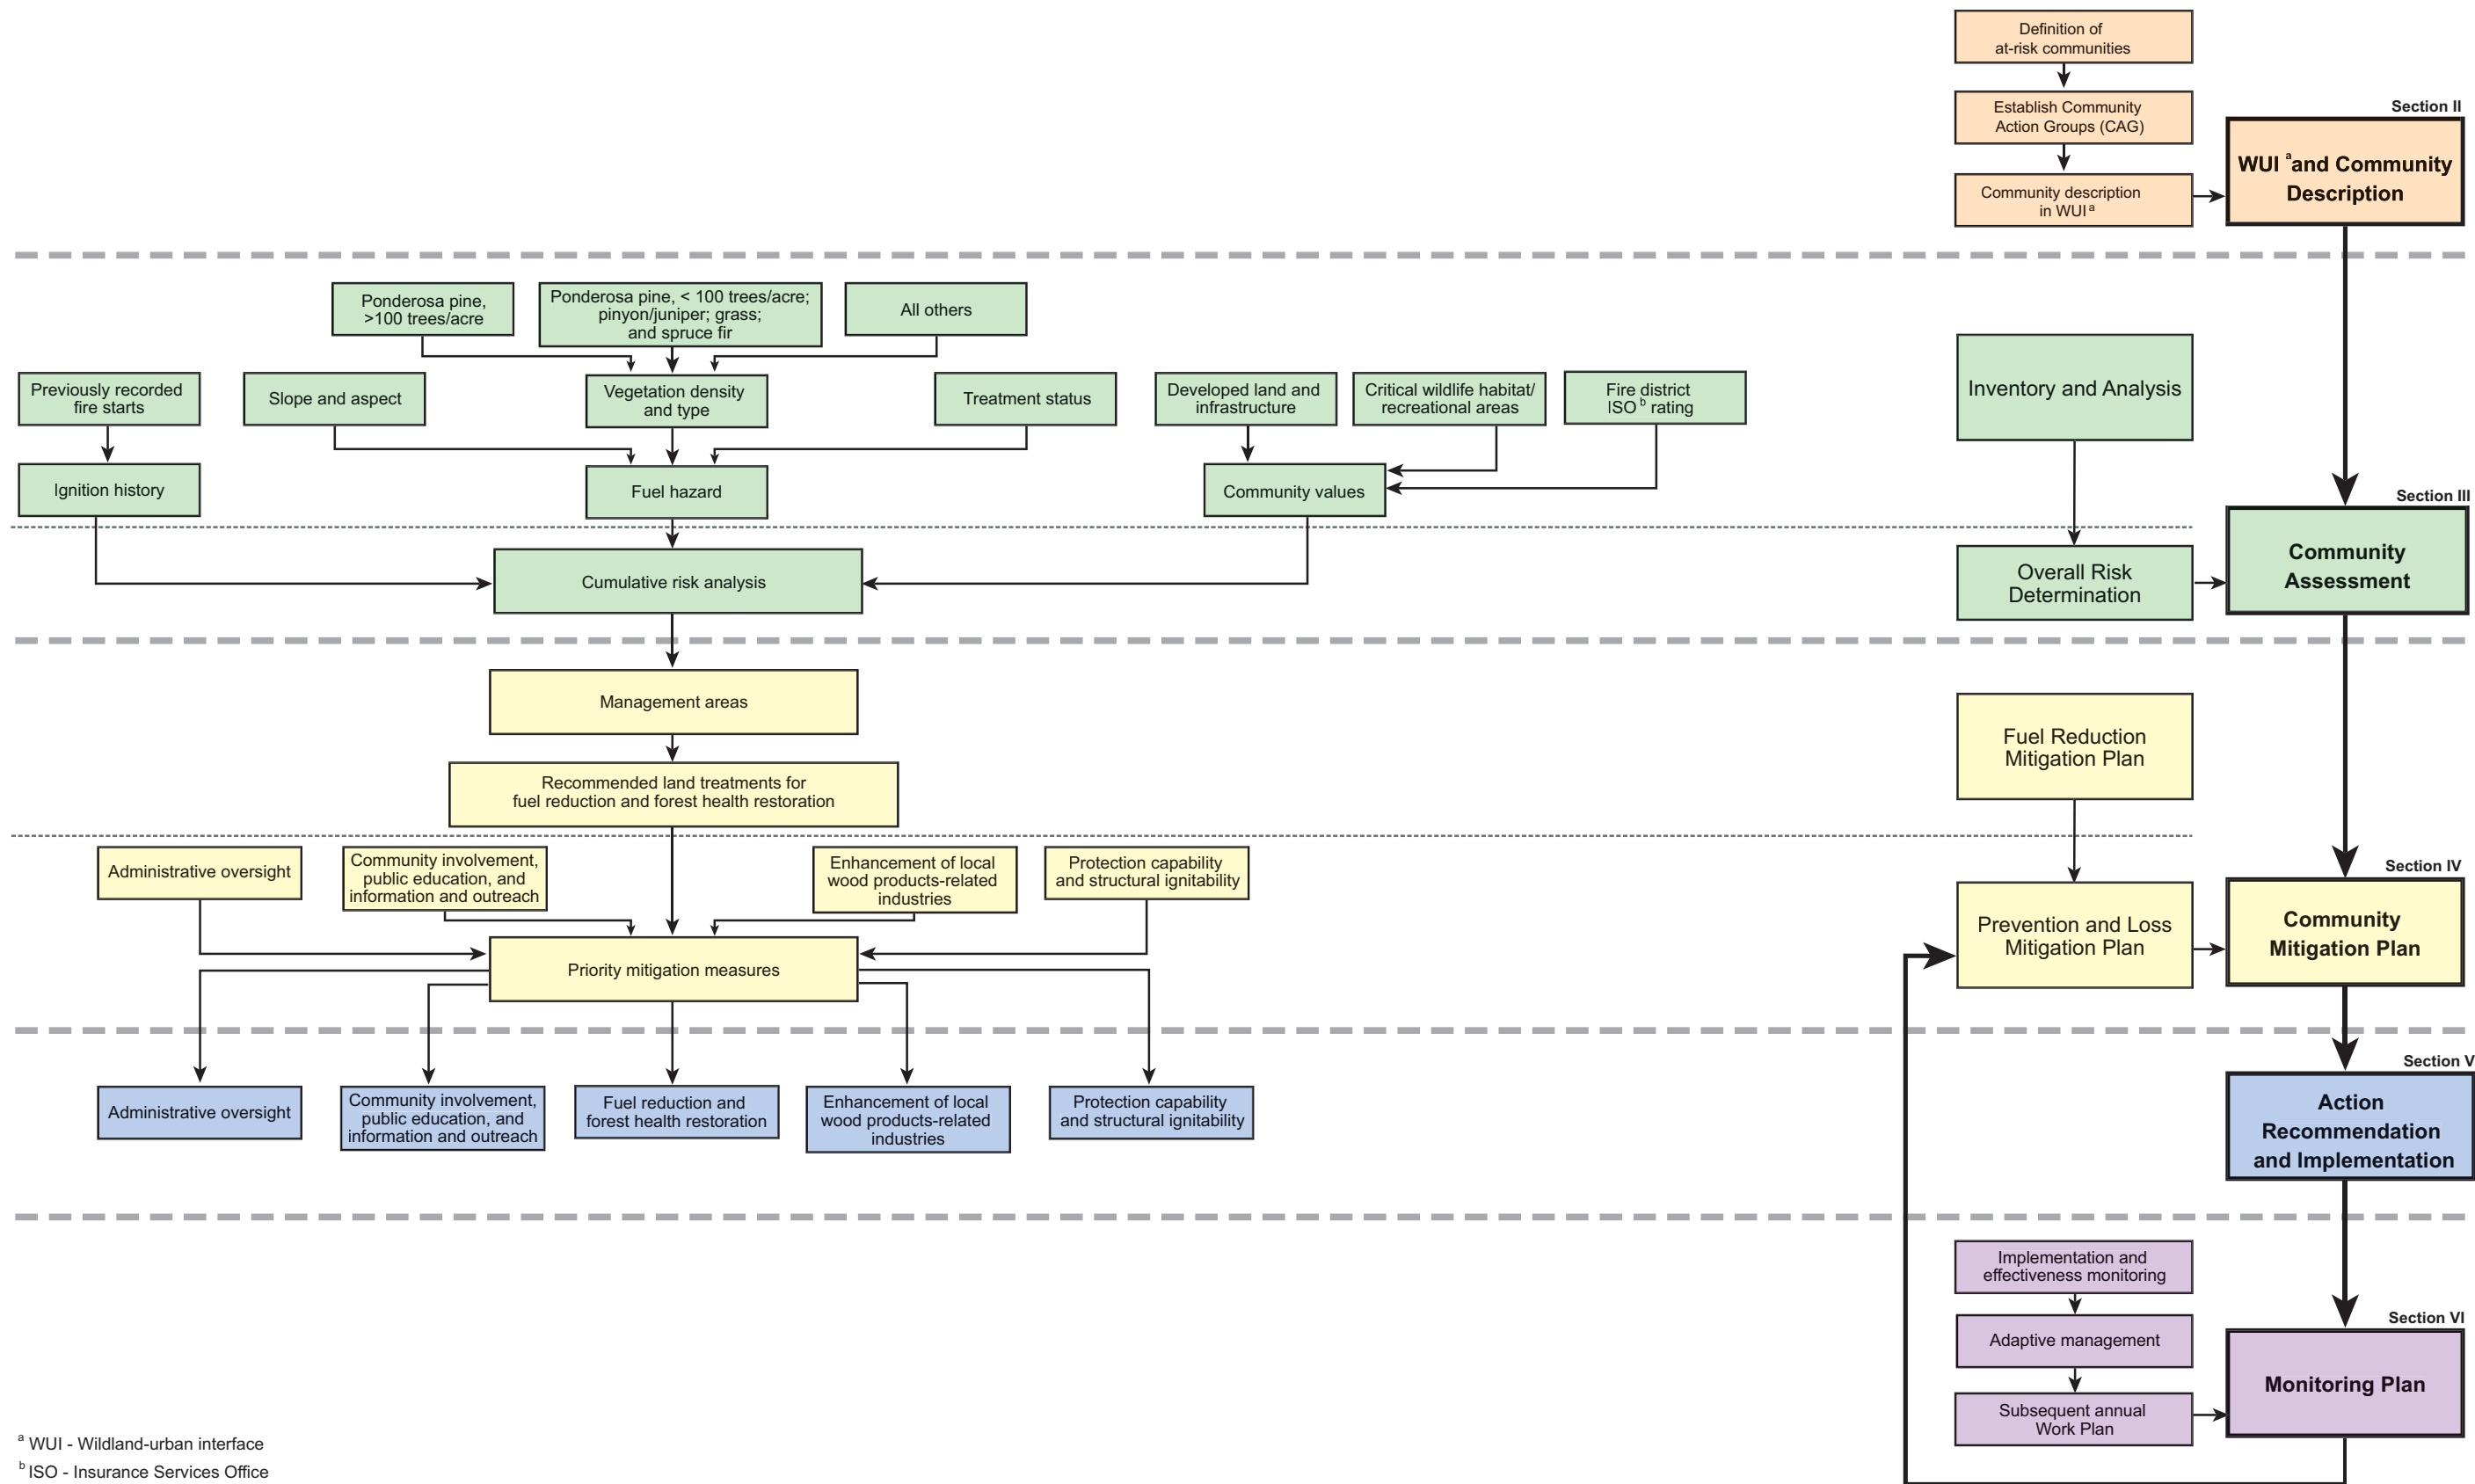 Definition of
at-risk communities
Establish Community
Action Groups (CAG)
Community description
in WUI a
Section II
WUI a and Community
Description
Ponderosa pine,
>100 trees/acre
Ponderosa pine, < 100 trees/acre;
pinyon/juniper; grass;
and spruce fir
All others
Previously recorded
fire starts
Slope and aspect
Vegetation density
and type
Treatment status
Developed land and
infrastructure
Critical wildlife habitat/
recreational areas
Fire district
ISO b rating
Inventory and Analysis
Ignition history
Fuel hazard
Community values
Section III
Community
Assessment
Cumulative risk analysis
Overall Risk
Determination
Management areas
Recommended land treatments for
fuel reduction and forest health restoration
Fuel Reduction
Mitigation Plan
Administrative oversight
Community involvement,
public education, and
information and outreach
Enhancement of local
wood products-related
industries
Protection capability
and structural ignitability
Priority mitigation measures
Prevention and Loss
Mitigation Plan
Section IV
Community
Mitigation Plan
Administrative oversight
Community involvement,
public education, and
information and outreach
Fuel reduction and
forest health restoration
Enhancement of local
wood products-related
industries
Protection capability
and structural ignitability
Section V
Action
Recommendation
and Implementation
Implementation and
effectiveness monitoring
Adaptive management
Subsequent annual
Work Plan
Section VI
Monitoring Plan
a WUI - Wildland-urban interface
b ISO - Insurance Services Office